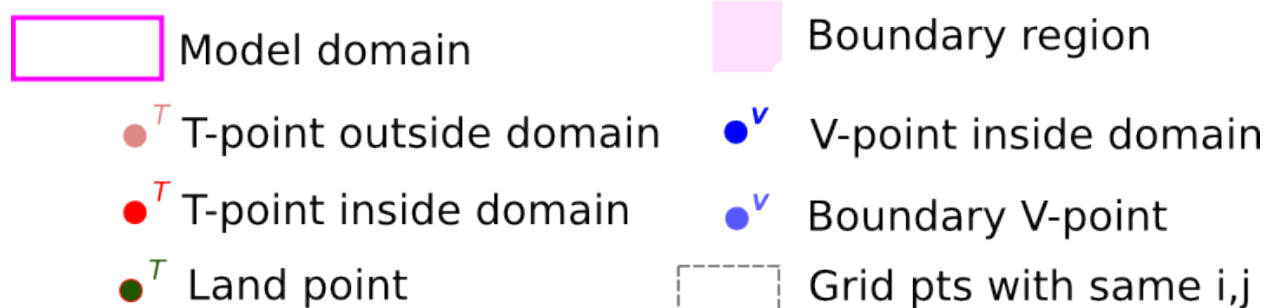 Model domain
Boundary region
T T-point outside domain
v V-point inside domain
T T-point inside domain
v Boundary V-point
T Land point
Grid pts with same i,j